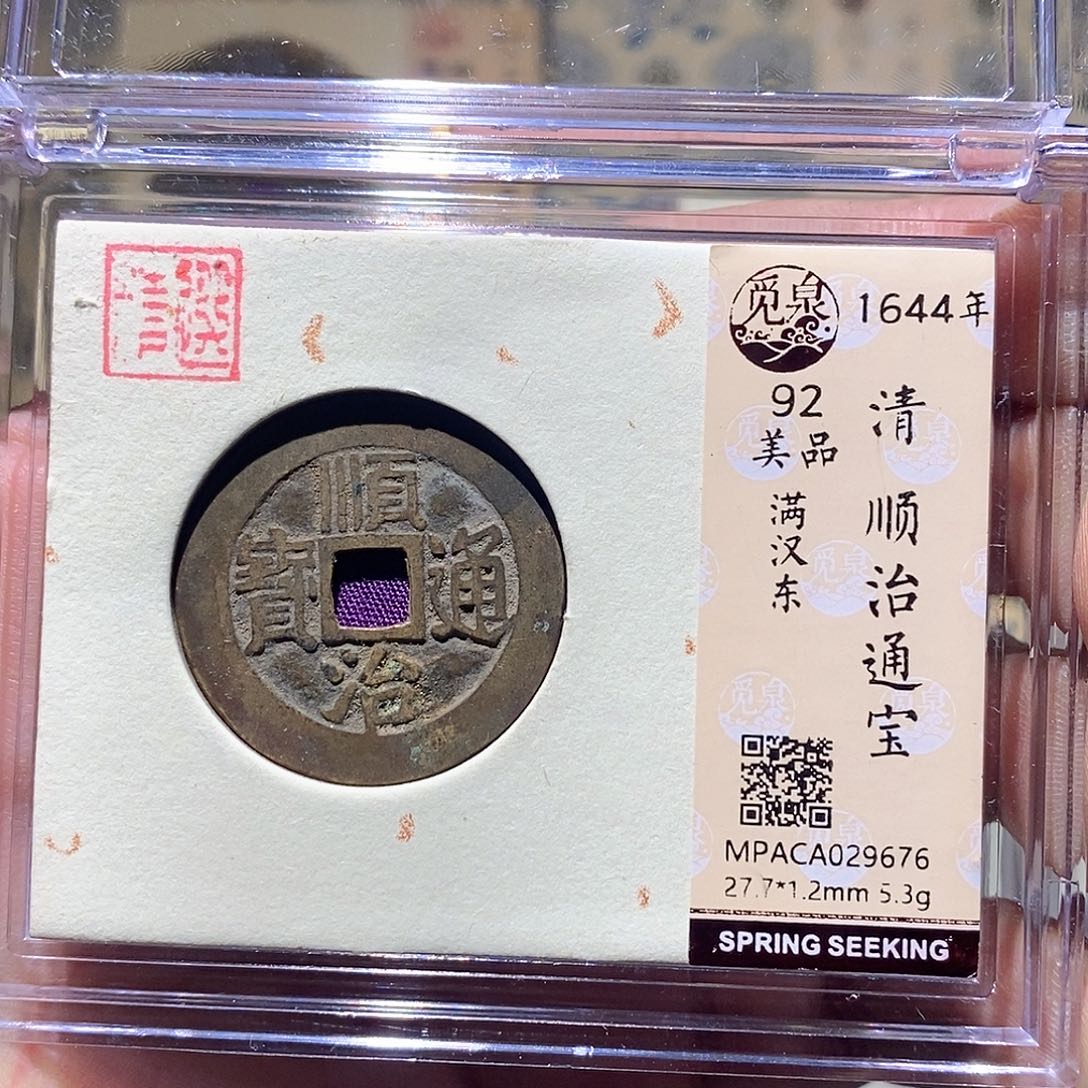 順
治
通
寶
觅泉
1644年
92
美品
满汉东
清 顺治通宝
MPACA029676
27.7*1.2mm 5.3g
SPRING SEEKING